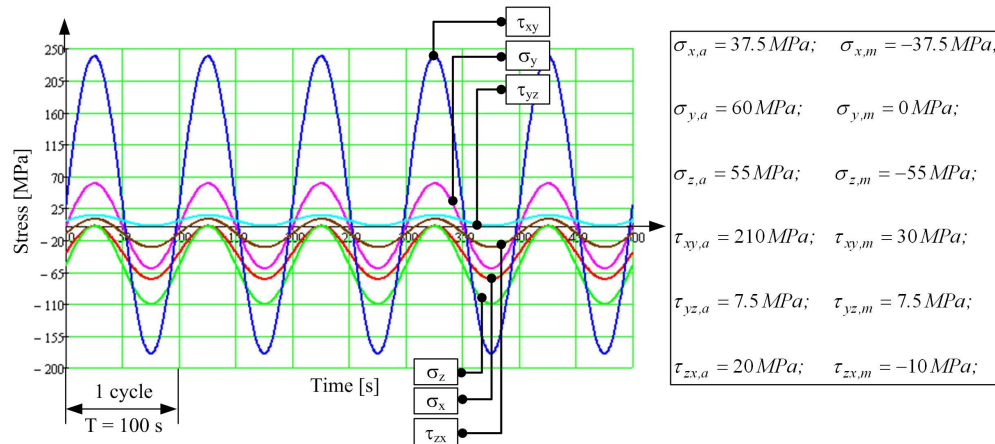 τxy
σy
τyz
Stress [MPa]
250
205
160
115
70
25
−20
−65
−110
−155
−200
Time [s]
1 cycle
T = 100 s
σz
σx
τzx
σx,a = 37.5 MPa; σx,m = −37.5 MPa;
σy,a = 60 MPa; σy,m = 0 MPa;
σz,a = 55 MPa; σz,m = −55 MPa;
τxy,a = 210 MPa; τxy,m = 30 MPa;
τyz,a = 7.5 MPa; τyz,m = 7.5 MPa;
τzx,a = 20 MPa; τzx,m = −10 MPa;